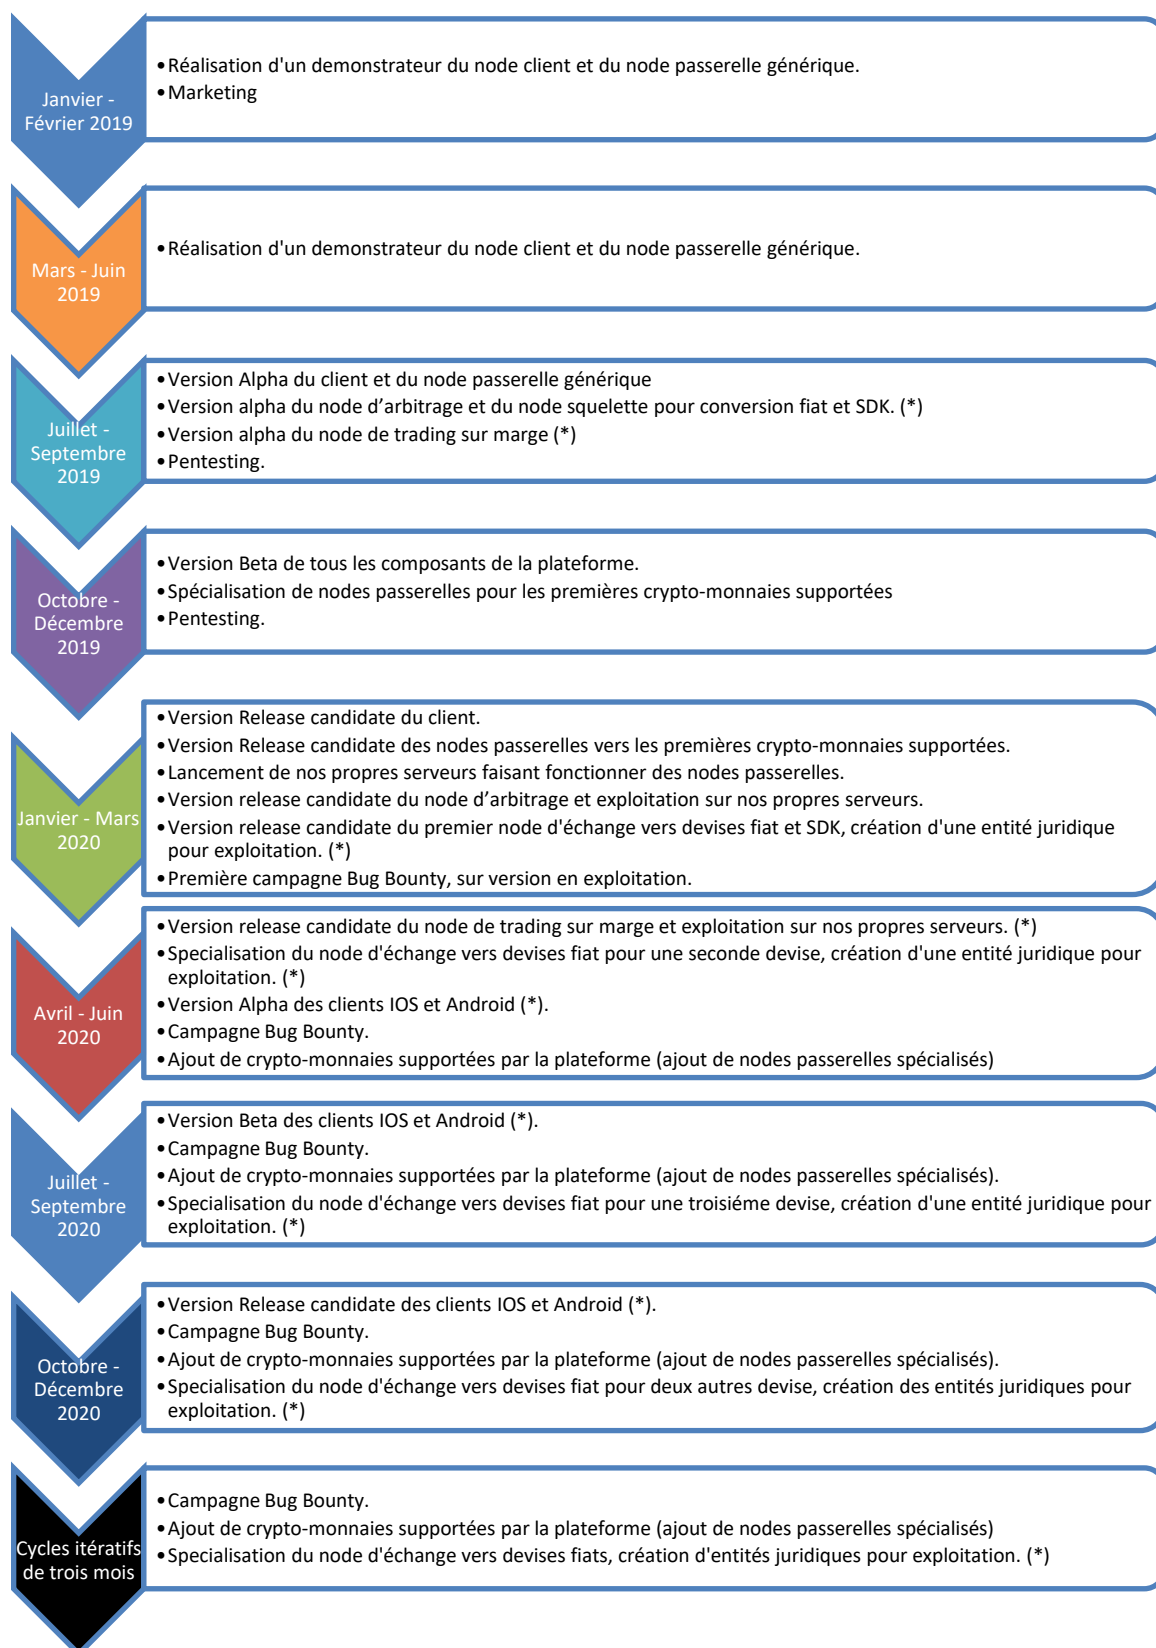 Janvier -
Février 2019
•Réalisation d'un demonstrateur du node client et du node passerelle générique.
•Marketing
Mars - Juin
2019
•Réalisation d'un demonstrateur du node client et du node passerelle générique.
Juillet -
Septembre
2019
•Version Alpha du client et du node passerelle générique
•Version alpha du node d’arbitrage et du node squelette pour conversion fiat et SDK. (*)
•Version alpha du node de trading sur marge (*)
•Pentesting.
Octobre -
Décembre
2019
•Version Beta de tous les composants de la plateforme.
•Spécialisation de nodes passerelles pour les premières crypto-monnaies supportées
•Pentesting.
Janvier - Mars
2020
•Version Release candidate du client.
•Version Release candidate des nodes passerelles vers les premières crypto-monnaies supportées.
•Lancement de nos propres serveurs faisant fonctionner des nodes passerelles.
•Version release candidate du node d’arbitrage et exploitation sur nos propres serveurs.
•Version release candidate du premier node d'échange vers devises fiat et SDK, création d'une entité juridique
pour exploitation. (*)
•Première campagne Bug Bounty, sur version en exploitation.
Avril - Juin
2020
•Version release candidate du node de trading sur marge et exploitation sur nos propres serveurs. (*)
•Specialisation du node d'échange vers devises fiat pour une seconde devise, création d'une entité juridique pour
exploitation. (*)
•Version Alpha des clients IOS et Android (*).
•Campagne Bug Bounty.
•Ajout de crypto-monnaies supportées par la plateforme (ajout de nodes passerelles spécialisés)
Juillet -
Septembre
2020
•Version Beta des clients IOS et Android (*).
•Campagne Bug Bounty.
•Ajout de crypto-monnaies supportées par la plateforme (ajout de nodes passerelles spécialisés).
•Specialisation du node d'échange vers devises fiat pour une troisiéme devise, création d'une entité juridique pour
exploitation. (*)
Octobre -
Décembre
2020
•Version Release candidate des clients IOS et Android (*).
•Campagne Bug Bounty.
•Ajout de crypto-monnaies supportées par la plateforme (ajout de nodes passerelles spécialisés).
•Specialisation du node d'échange vers devises fiat pour deux autres devise, création des entités juridiques pour
exploitation. (*)
Cycles itératifs
de trois mois
•Campagne Bug Bounty.
•Ajout de crypto-monnaies supportées par la plateforme (ajout de nodes passerelles spécialisés)
•Specialisation du node d'échange vers devises fiats, création d'entités juridiques pour exploitation. (*)